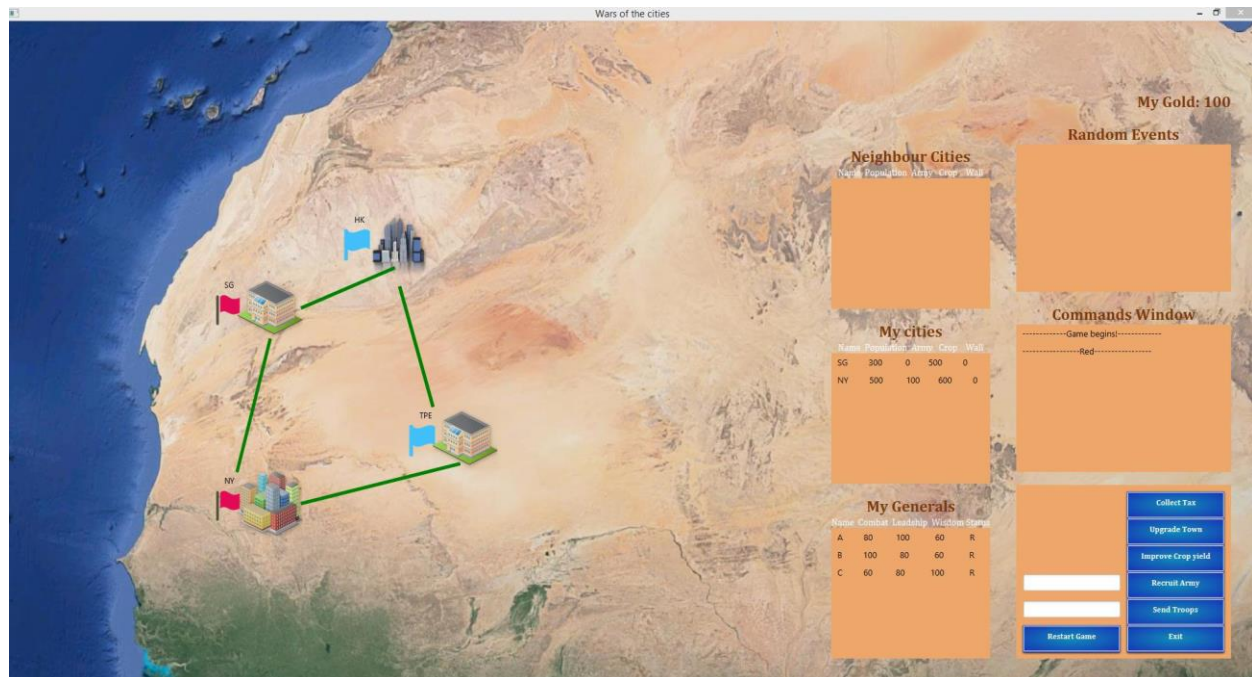 Wars of the cities
My Gold: 100
Random Events
Neighbour Cities
Name Population Army Crop Wall
HK
SG
TPE
NY
My cities
Name Population Army Crop Wall
SG 300 0 500 0
NY 500 100 600 0
Commands Window
-------------Game begins!-------------
-----------------Red-----------------
My Generals
Name Combat Leadship Wisdom Status
A 80 100 60 R
B 100 80 60 R
C 60 80 100 R
Collect Tax
Upgrade Town
Improve Crop yield
Recruit Army
Send Troops
Restart Game
Exit